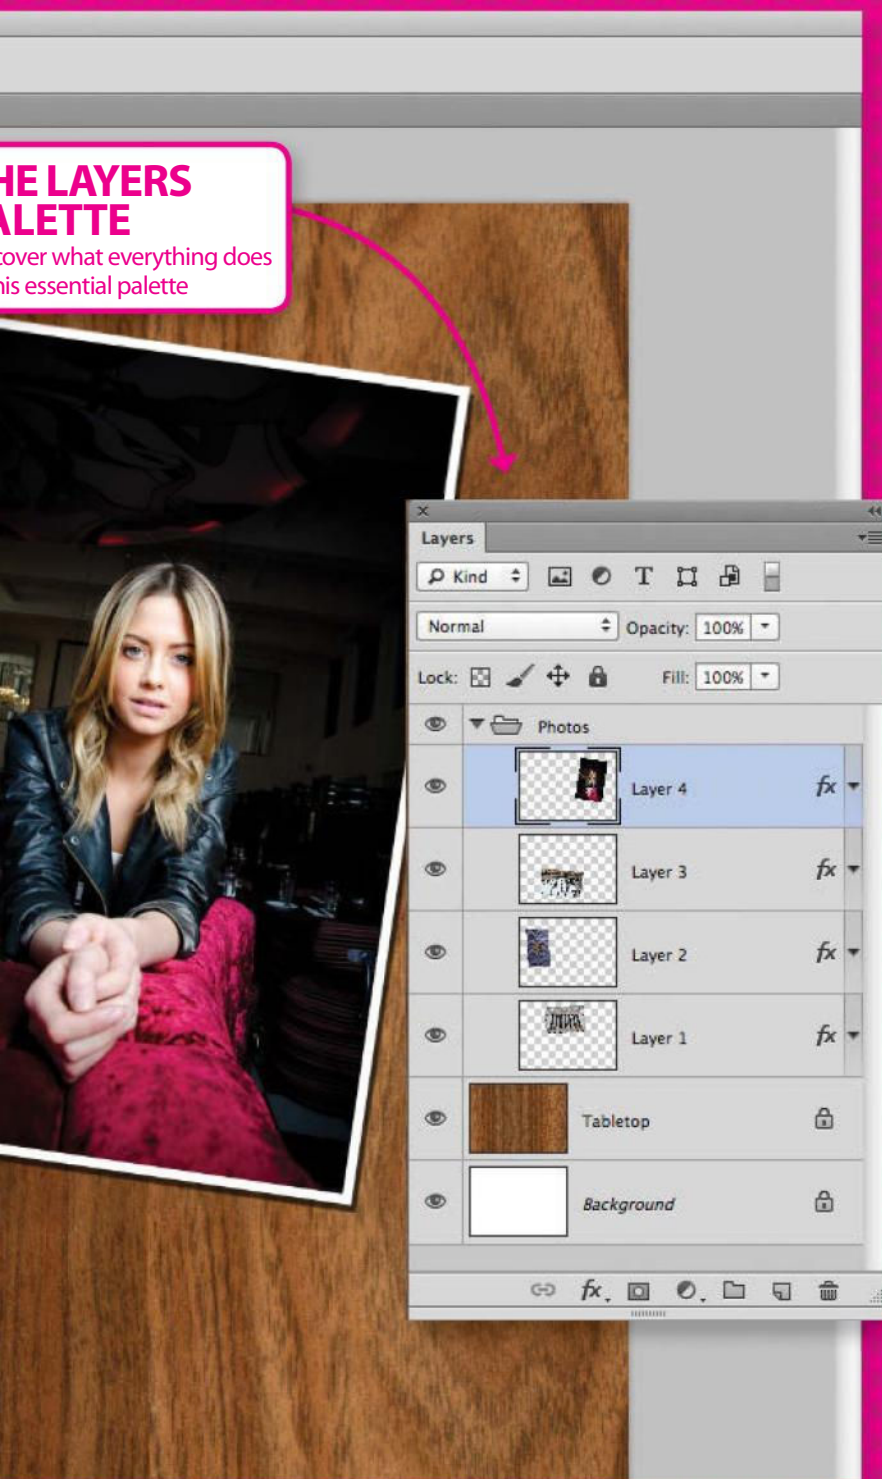 HE LAYERS
ALETTE
cover what everything does
his essential palette
Layers
Kind
Normal Opacity: 100%
Lock: Fill: 100%
Photos
Layer 4 fx
Layer 3 fx
Layer 2 fx
Layer 1 fx
Tabletop
Background
fx